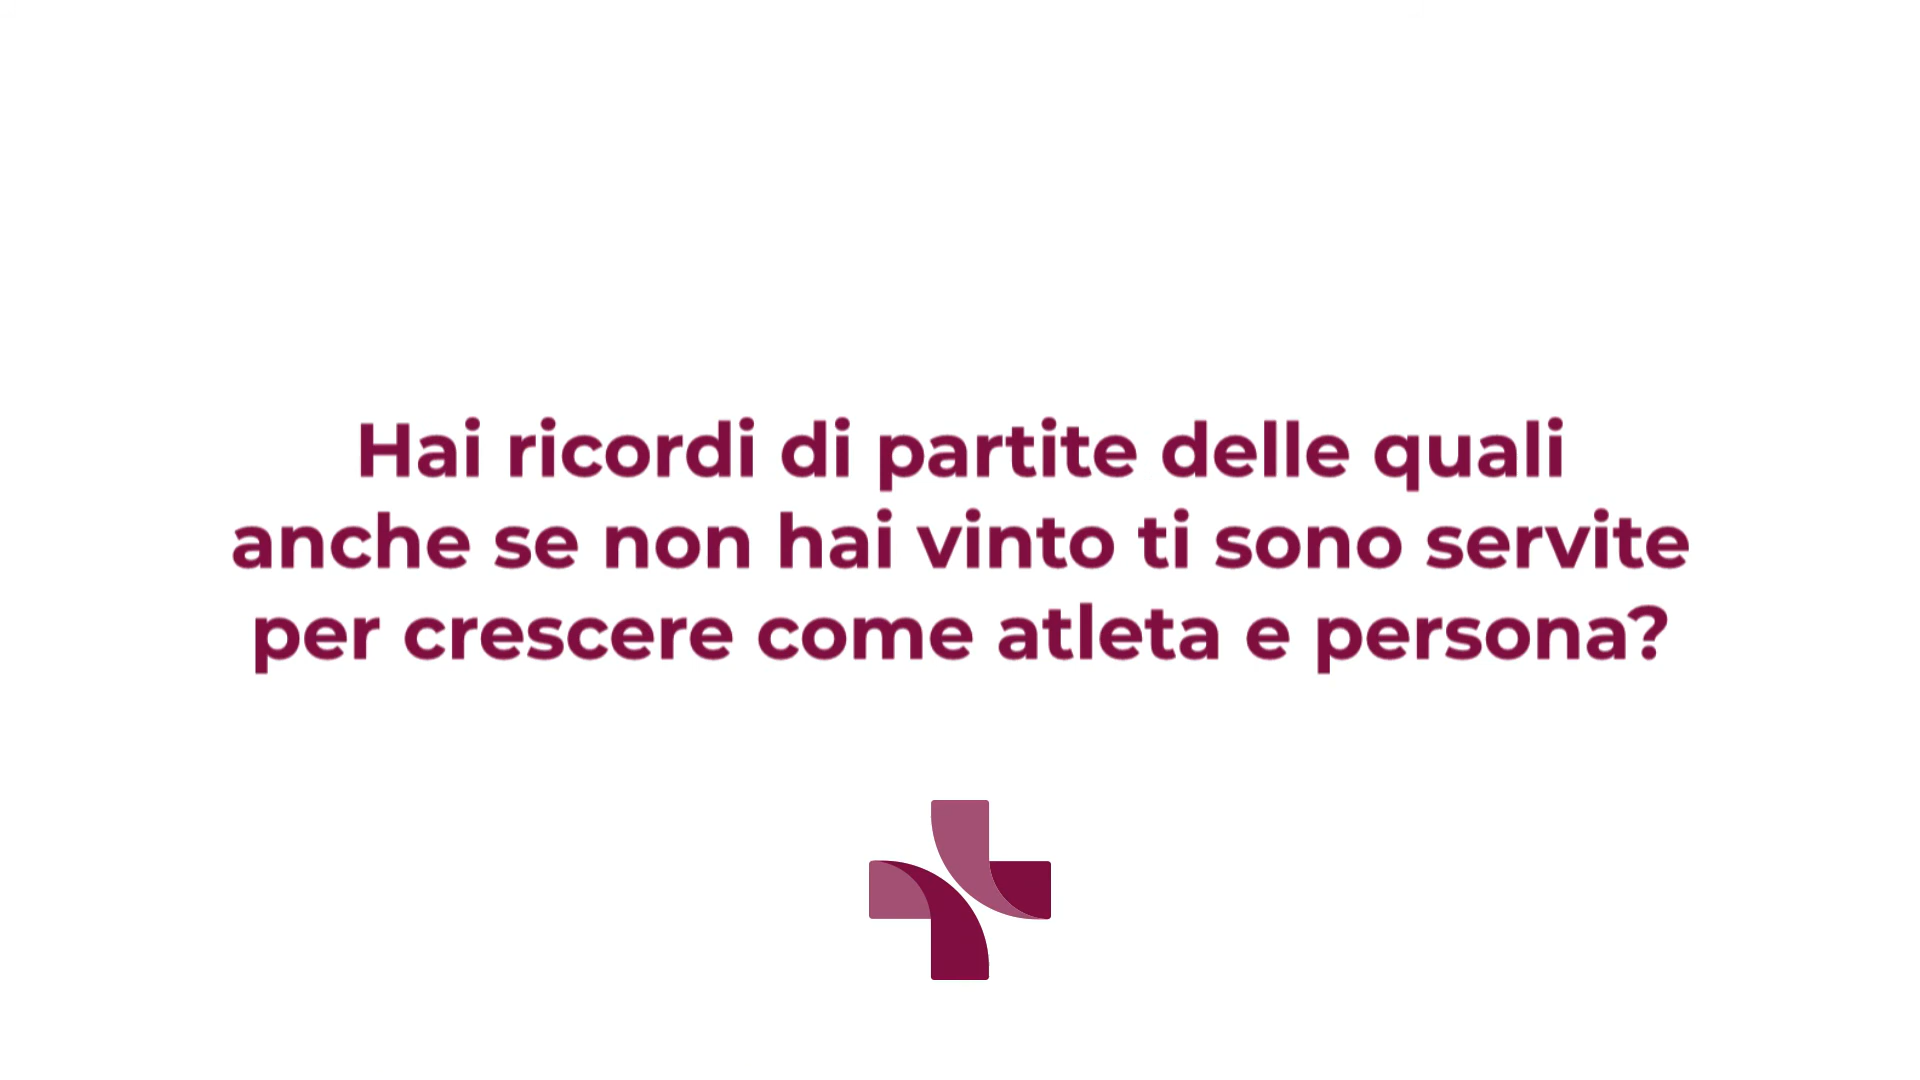 Hai ricordi di partite delle quali
anche se non hai vinto ti sono servite
per crescere come atleta e persona?